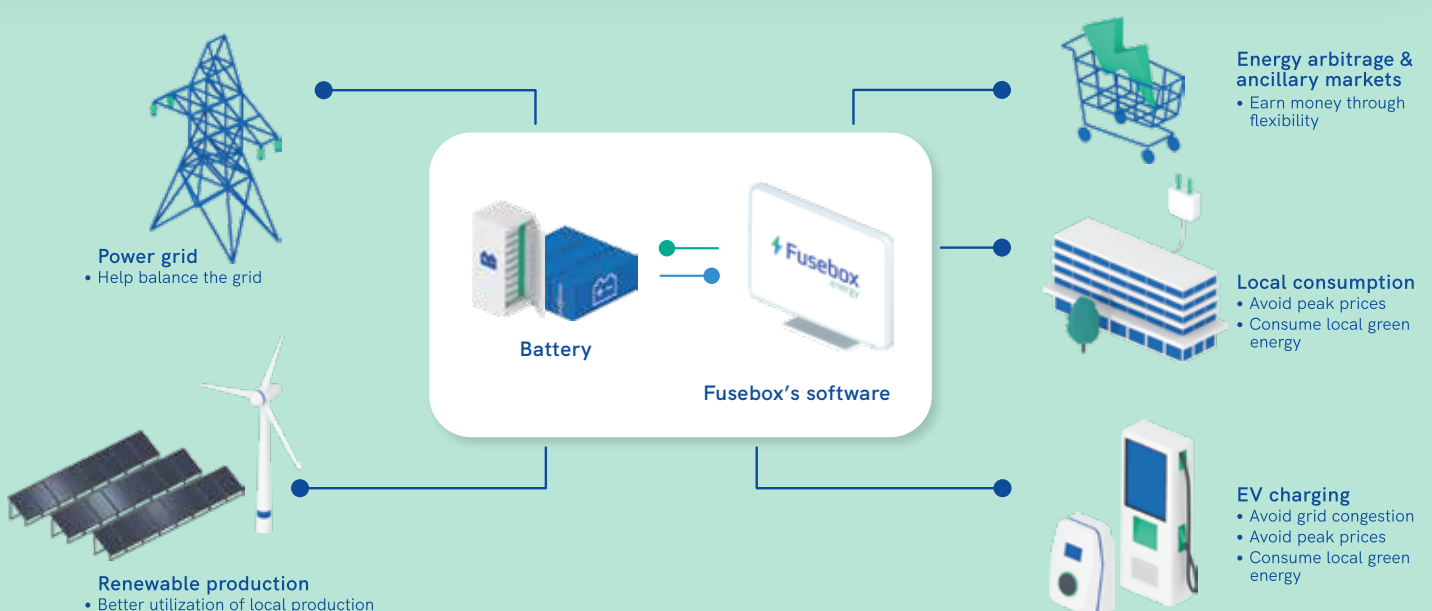 Power grid
• Help balance the grid
Renewable production
• Better utilization of local production
Fusebox
energy
Battery
Fusebox’s software
Energy arbitrage &
ancillary markets
• Earn money through
flexibility
Local consumption
• Avoid peak prices
• Consume local green
energy
EV charging
• Avoid grid congestion
• Avoid peak prices
• Consume local green
energy